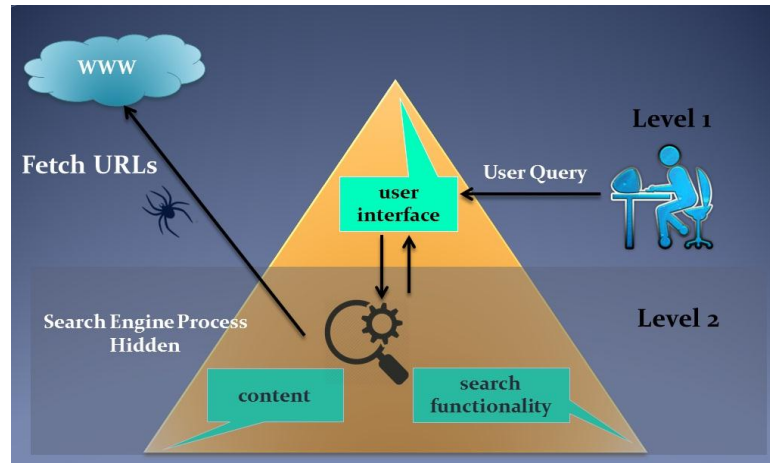 WWW
Level 1
Fetch URLs
User Query
user
interface
Search Engine Process
Hidden
Level 2
content
search
functionality